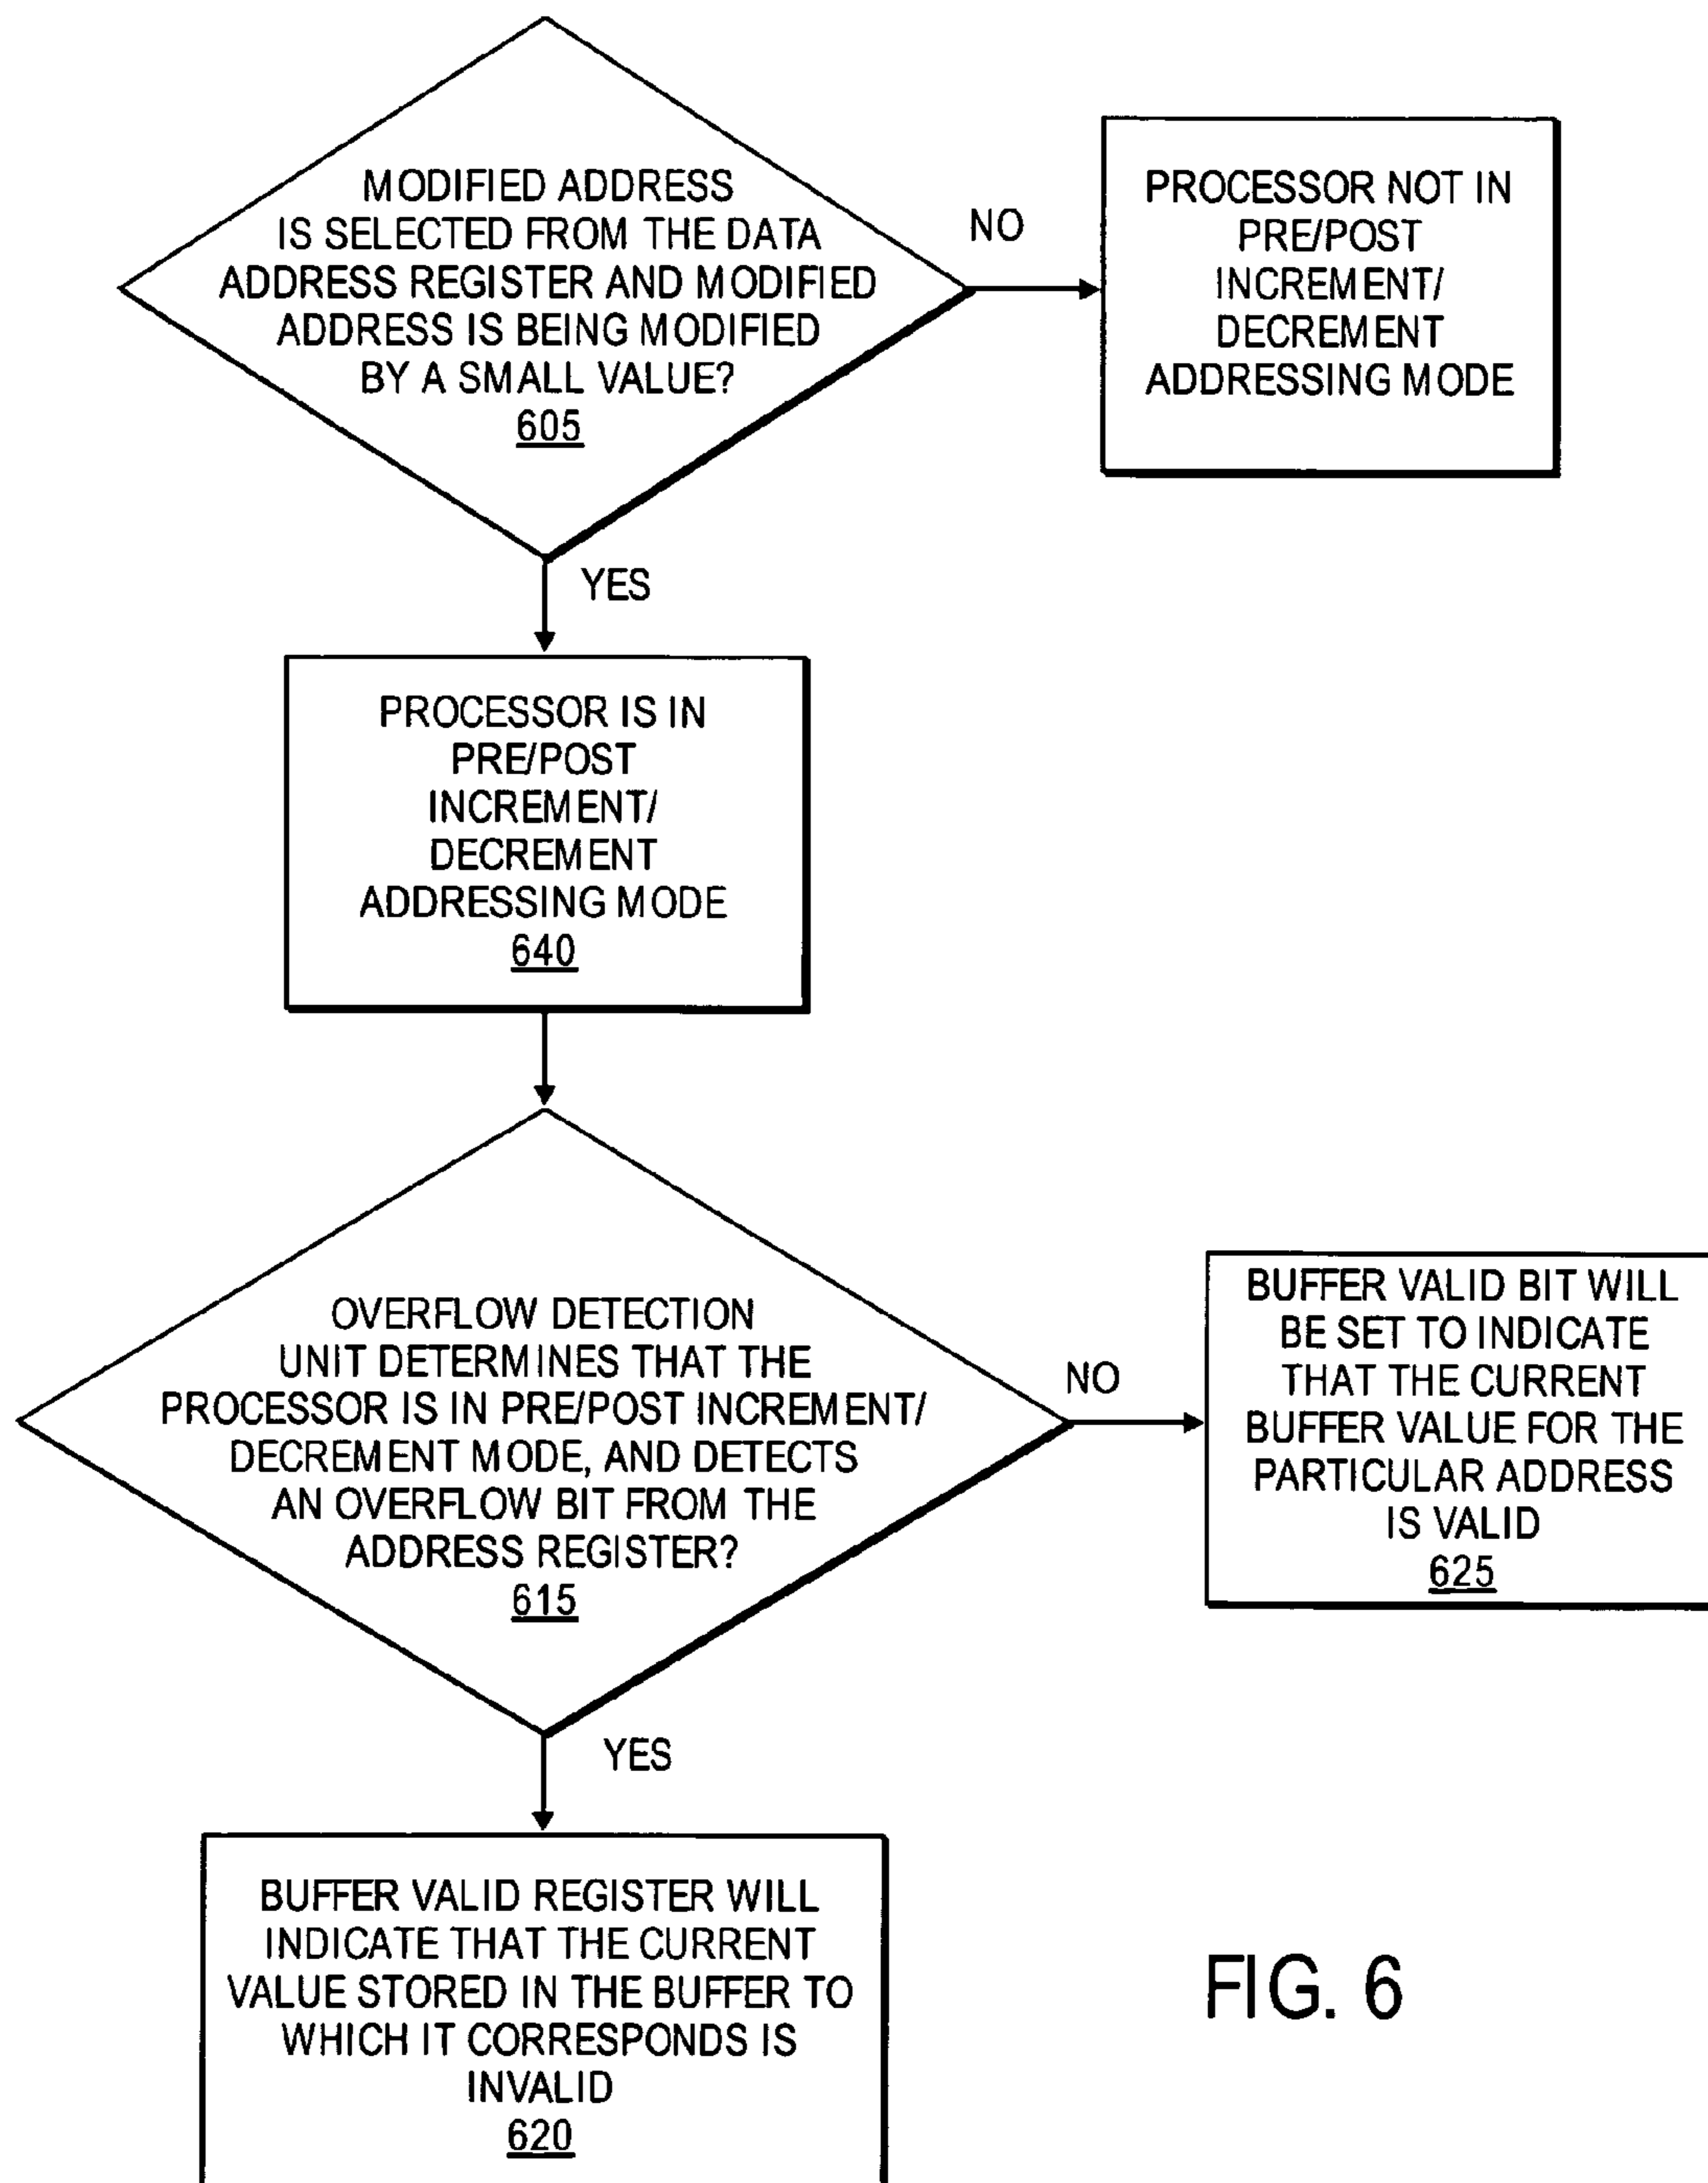 MODIFIED ADDRESS
IS SELECTED FROM THE DATA
ADDRESS REGISTER AND MODIFIED
ADDRESS IS BEING MODIFIED
BY A SMALL VALUE?
605
NO
PROCESSOR NOT IN
PRE/POST
INCREMENT/
DECREMENT
ADDRESSING MODE
YES
PROCESSOR IS IN
PRE/POST
INCREMENT/
DECREMENT
ADDRESSING MODE
640
OVERFLOW DETECTION
UNIT DETERMINES THAT THE
PROCESSOR IS IN PRE/POST INCREMENT/
DECREMENT MODE, AND DETECTS
AN OVERFLOW BIT FROM THE
ADDRESS REGISTER?
615
NO
BUFFER VALID BIT WILL
BE SET TO INDICATE
THAT THE CURRENT
BUFFER VALUE FOR THE
PARTICULAR ADDRESS
IS VALID
625
YES
BUFFER VALID REGISTER WILL
INDICATE THAT THE CURRENT
VALUE STORED IN THE BUFFER TO
WHICH IT CORRESPONDS IS
INVALID
620
FIG. 6